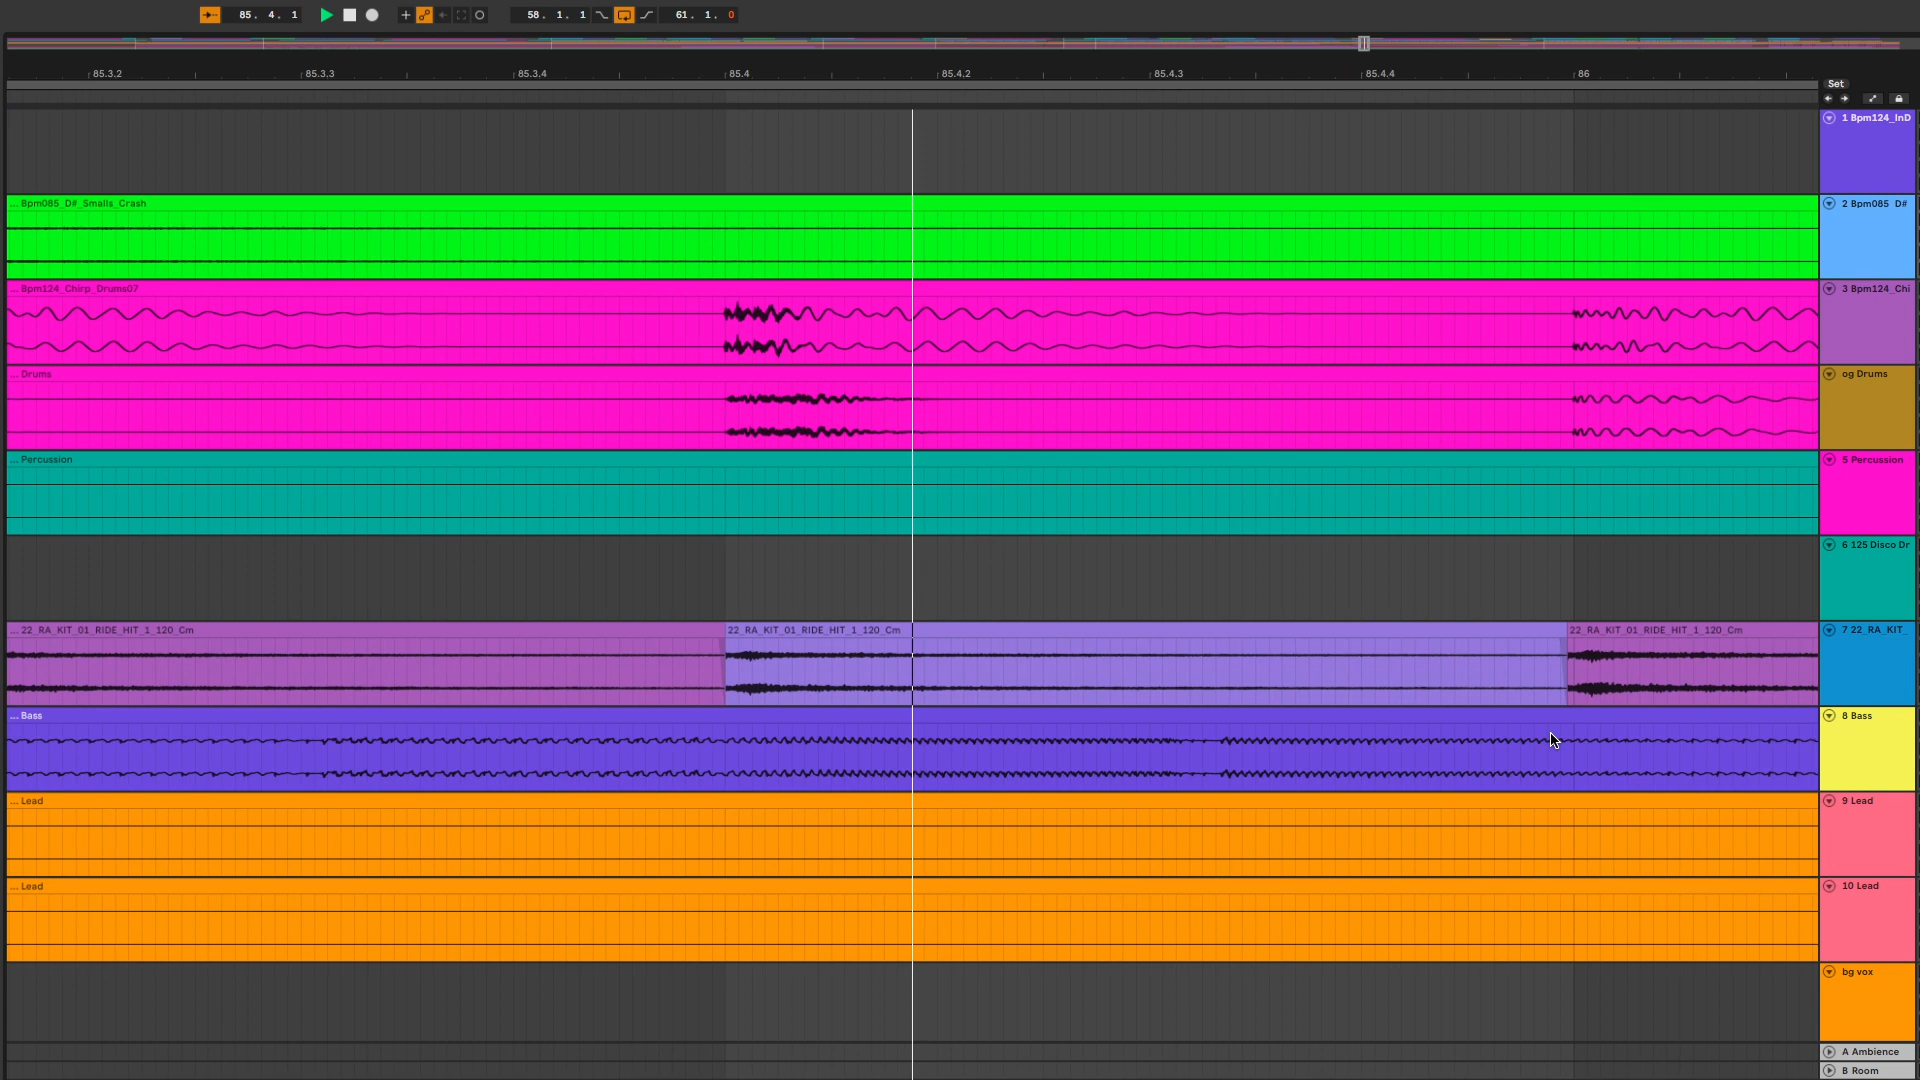 85. 4. 1 58. 1. 1 61. 1. 0
85.3.2 85.3.3 85.3.4 85.4 85.4.2 85.4.3 85.4.4 86
Set
1 Bpm124_InD
... Bpm085_D#_Smalls_Crash 2 Bpm085 D#
... Bpm124_Chirp_Drums07 3 Bpm124_Chi
... Drums og Drums
... Percussion 5 Percussion
6 125 Disco Dr
... 22_RA_KIT_01_RIDE_HIT_1_120_Cm 22_RA_KIT_01_RIDE_HIT_1_120_Cm 22_RA_KIT_01_RIDE_HIT_1_120_Cm 7 22_RA_KIT_
... Bass 8 Bass
... Lead 9 Lead
... Lead 10 Lead
bg vox
A Ambience
B Room